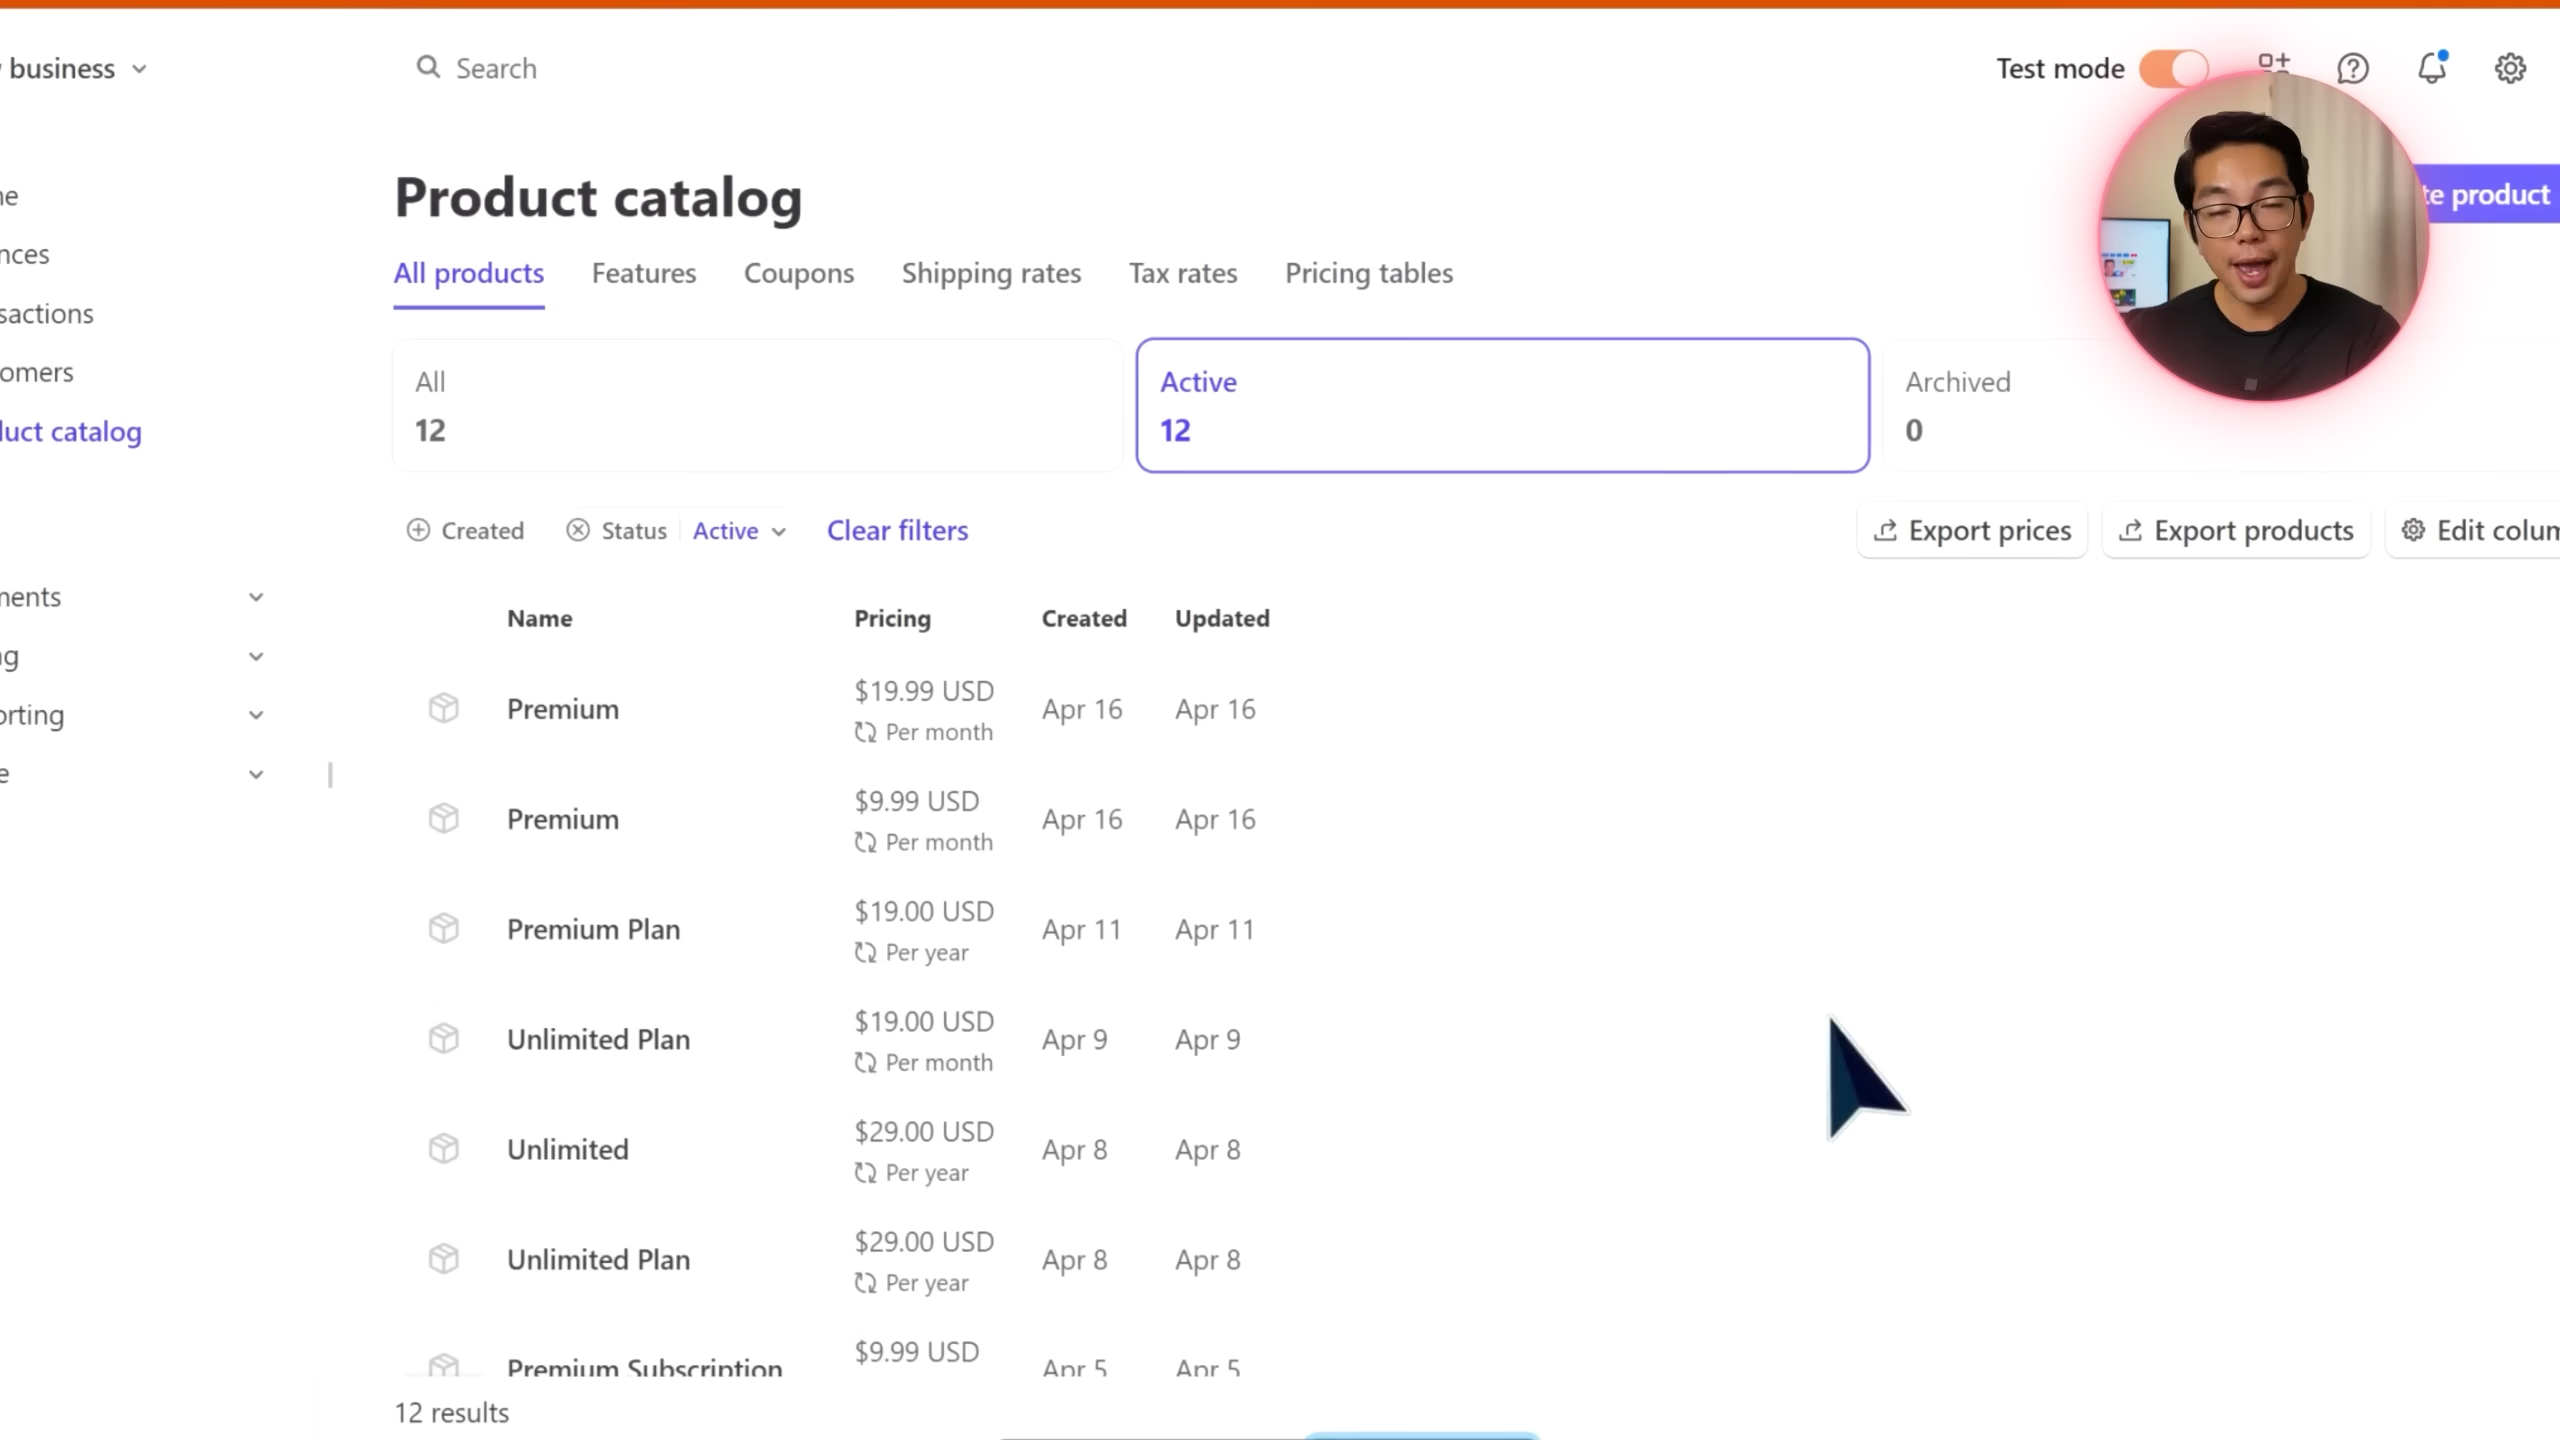 business
Search
Test mode
Product catalog
te product
All products Features Coupons Shipping rates Tax rates Pricing tables
ne
nces
sactions
omers
luct catalog
nents
ng
orting
e
All
12
Active
12
Archived
0
Created Status Active Clear filters
Export prices Export products Edit colum
Name Pricing Created Updated
Premium $19.99 USD Apr 16 Apr 16
Per month
Premium $9.99 USD Apr 16 Apr 16
Per month
Premium Plan $19.00 USD Apr 11 Apr 11
Per year
Unlimited Plan $19.00 USD Apr 9 Apr 9
Per month
Unlimited $29.00 USD Apr 8 Apr 8
Per year
Unlimited Plan $29.00 USD Apr 8 Apr 8
Per year
Premium Subscription $9.99 USD Apr 5 Apr 5
12 results